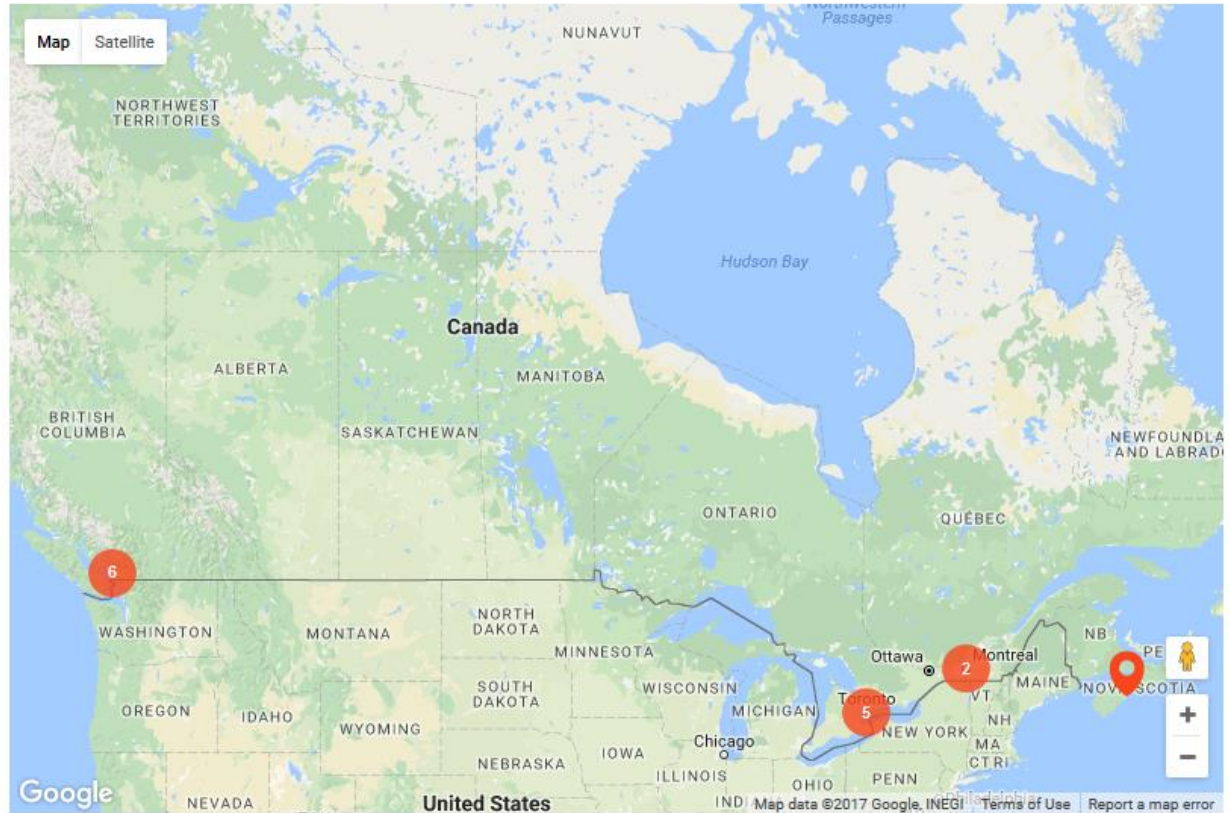 Northwestern
Passages
Map
Satellite
NUNAVUT
NORTHWEST
TERRITORIES
Hudson Bay
Canada
ALBERTA
MANITOBA
BRITISH
COLUMBIA
SASKATCHEWAN
NEWFOUNDLA
AND LABRAD
ONTARIO
QUÉBEC
6
NORTH
DAKOTA
WASHINGTON
MONTANA
NB
MINNESOTA
Ottawa
2
Montreal
PE
MAINE
NOVA SCOTIA
SOUTH
DAKOTA
WISCONSIN
VT
Toronto
5
OREGON
IDAHO
MICHIGAN
NH
WYOMING
NEW YORK
+
Chicago
MA
IOWA
CT RI
−
NEBRASKA
ILLINOIS
OHIO
PENN
Google
NEVADA
United States
IND
Map data ©2017 Google, INEGI
Terms of Use
Report a map error